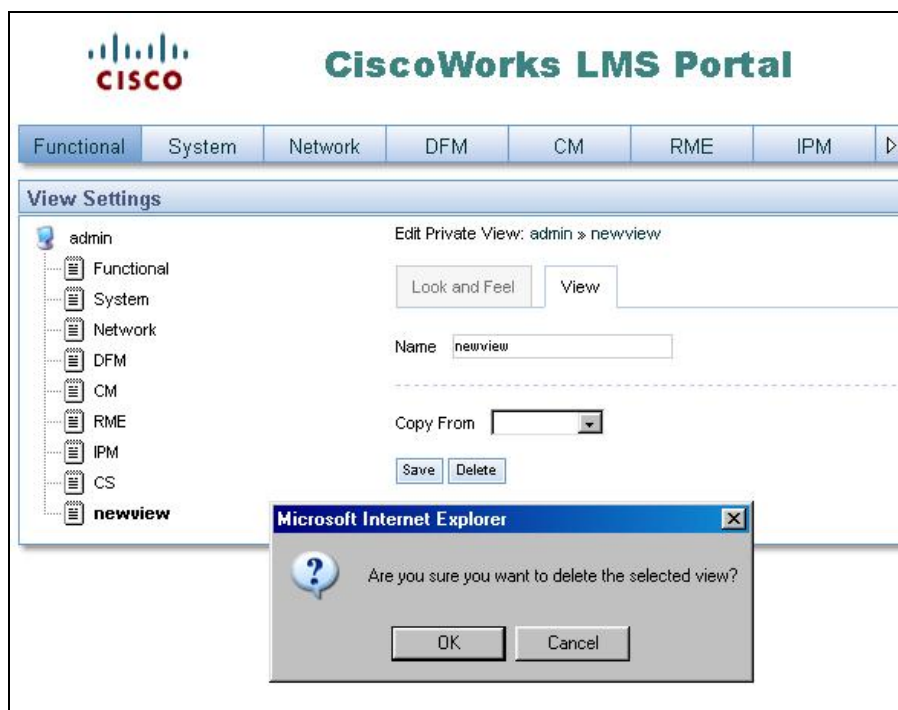 CISCO
CiscoWorks LMS Portal
Functional System Network DFM CM RME IPM
View Settings
admin
Functional
System
Network
DFM
CM
RME
IPM
CS
newview
Edit Private View: admin » newview
Look and Feel View
Name newview
Copy From
Save Delete
Microsoft Internet Explorer
Are you sure you want to delete the selected view?
OK Cancel